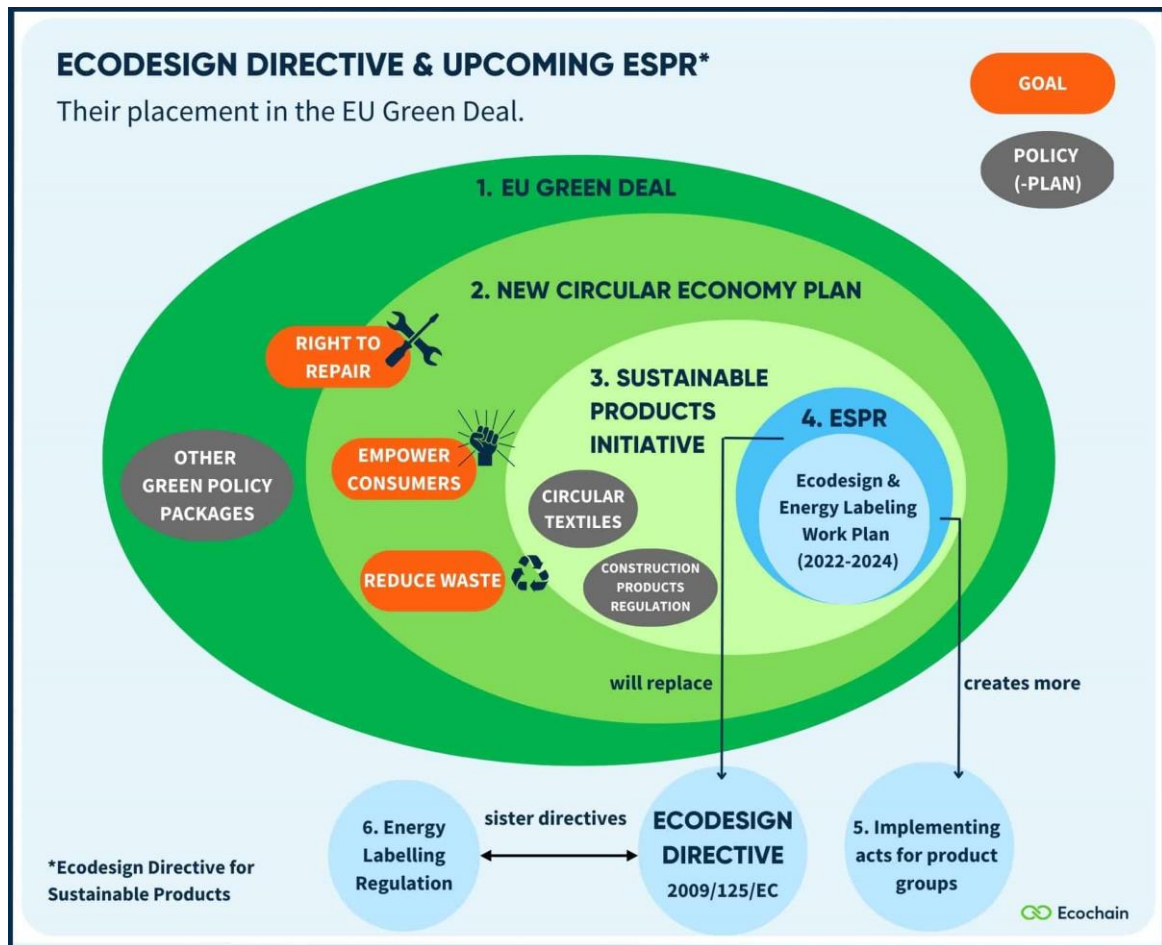 ECODESIGN DIRECTIVE & UPCOMING ESPR*
Their placement in the EU Green Deal.
GOAL
POLICY
(-PLAN)
1. EU GREEN DEAL
2. NEW CIRCULAR ECONOMY PLAN
RIGHT TO
REPAIR
3. SUSTAINABLE
PRODUCTS
INITIATIVE
4. ESPR
Ecodesign &
Energy Labeling
Work Plan
(2022-2024)
OTHER
GREEN POLICY
PACKAGES
EMPOWER
CONSUMERS
CIRCULAR
TEXTILES
REDUCE WASTE
CONSTRUCTION
PRODUCTS
REGULATION
will replace
creates more
6. Energy
Labelling
Regulation
sister directives
ECODESIGN
DIRECTIVE
2009/125/EC
5. Implementing
acts for product
groups
*Ecodesign Directive for
Sustainable Products
Ecochain